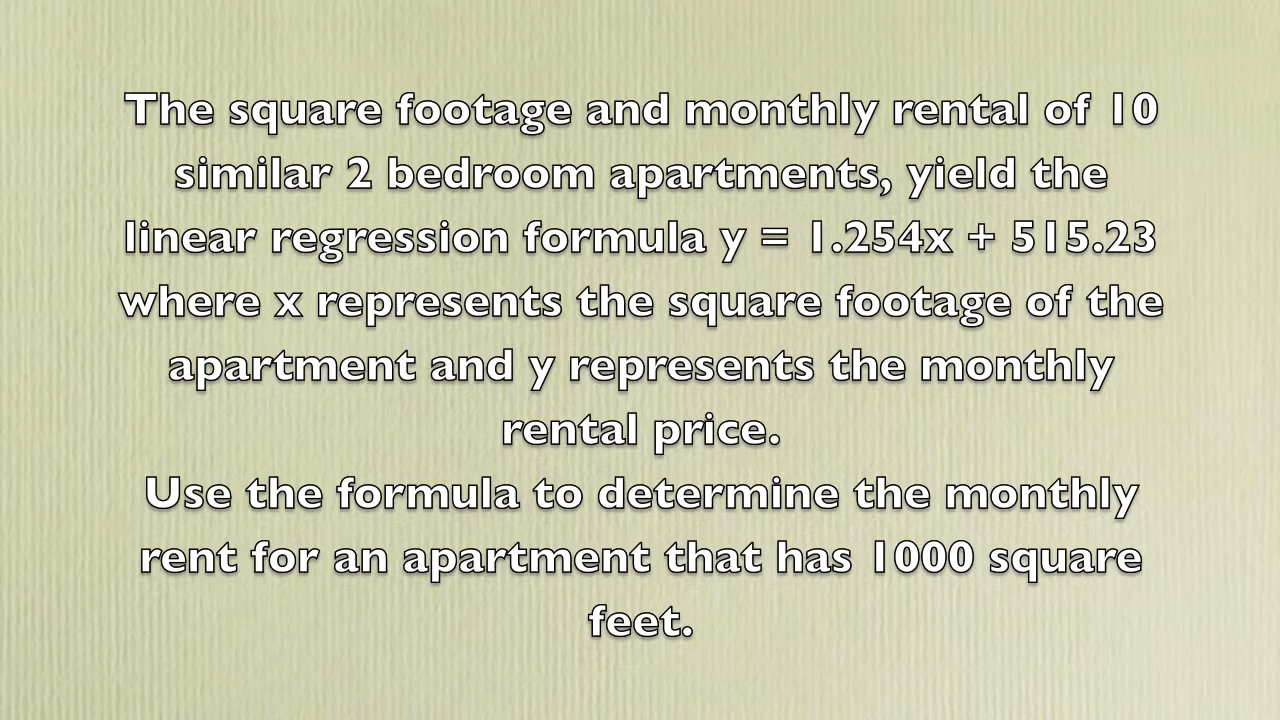 The square footage and monthly rental of 10
similar 2 bedroom apartments, yield the
linear regression formula y = 1.254x + 515.23
where x represents the square footage of the
apartment and y represents the monthly
rental price.
Use the formula to determine the monthly
rent for an apartment that has 1000 square
feet.